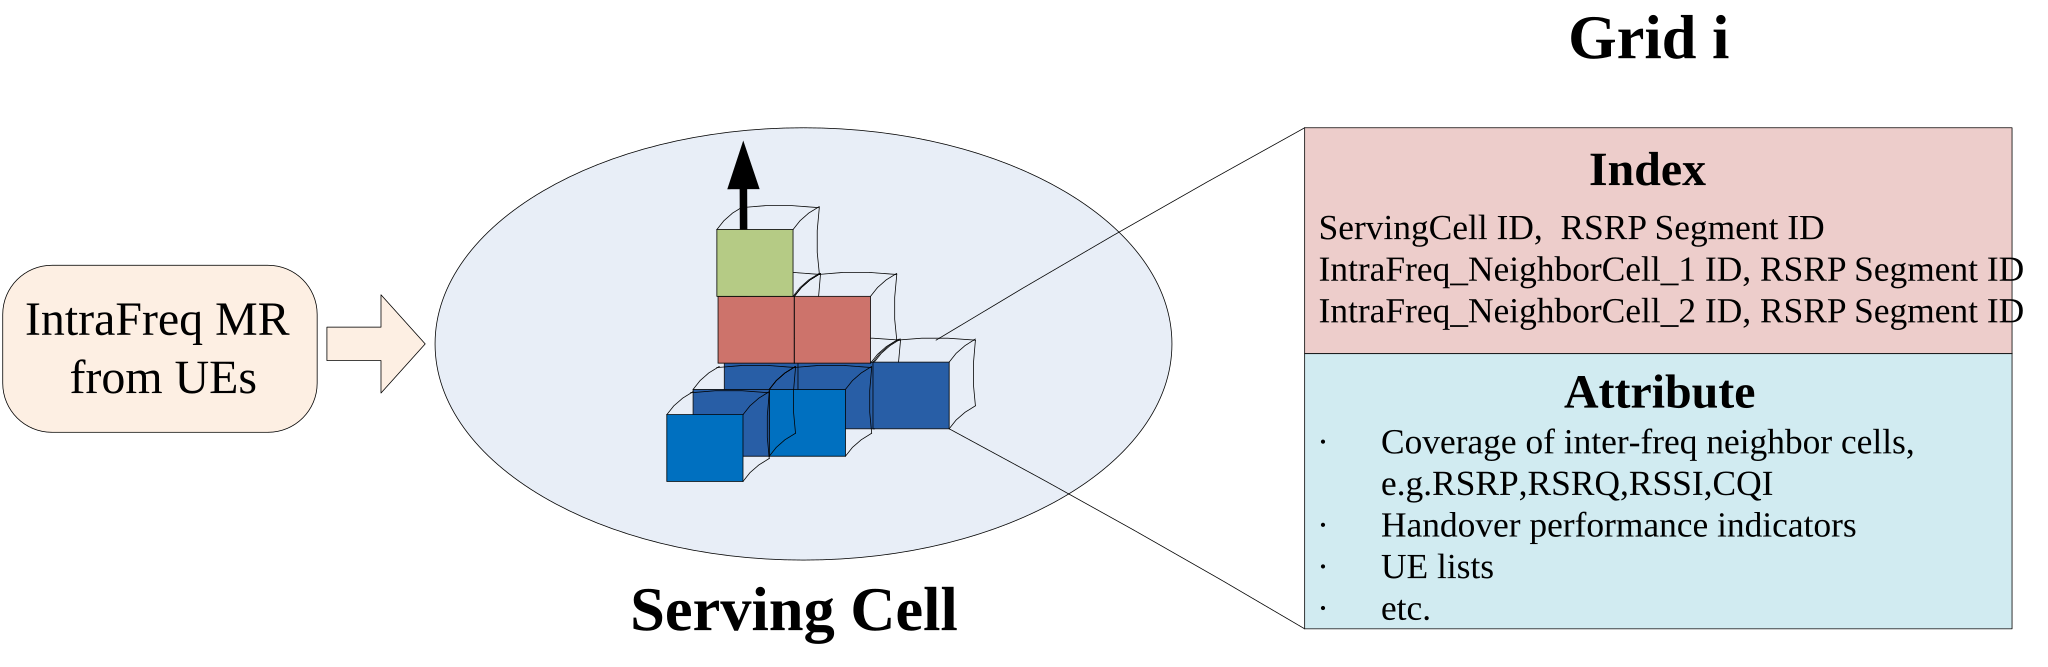 Grid i
IntraFreq MR
from UEs
Serving Cell
Index
ServingCell ID,  RSRP Segment ID
IntraFreq_NeighborCell_1 ID, RSRP Segment ID
IntraFreq_NeighborCell_2 ID, RSRP Segment ID
Attribute
· Coverage of inter-freq neighbor cells,
e.g.RSRP,RSRQ,RSSI,CQI
· Handover performance indicators
· UE lists
· etc.